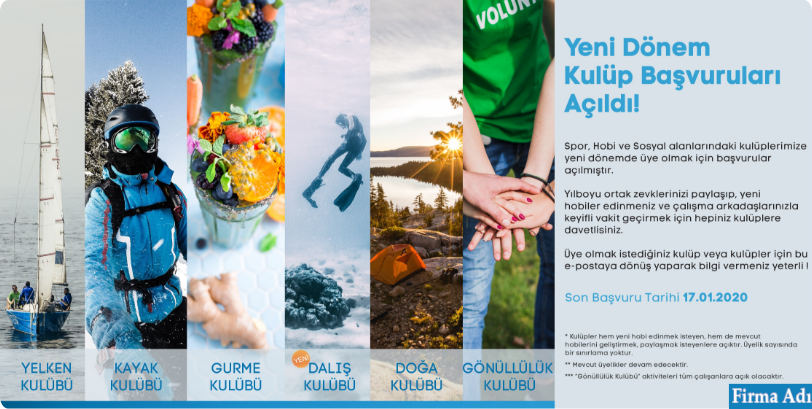 VOLUNT
Yeni Dönem
Kulüp Başvuruları
Açıldı!
Spor, Hobi ve Sosyal alanlarındaki kulüplerimize
yeni dönemde üye olmak için başvurular
açılmıştır.
Yılboyu ortak zevklerinizi paylaşıp, yeni
hobiler edinmeniz ve çalışma arkadaşlarınızla
keyifli vakit geçirmek için hepiniz kulüplere
davetlisiniz.
Üye olmak istediğiniz kulüp veya kulüpler için bu
e-postaya dönüş yaparak bilgi vermeniz yeterli !
Son Başvuru Tarihi 17.01.2020
* Kulüpler hem yeni hobi edinmek isteyen, hem de mevcut
hobilerini geliştirmek, paylaşmak isteyenlere açıktır. Üyelik sayısında
bir sınırlama yoktur.
** Mevcut üyelikler devam edecektir.
*** "Gönüllülük Kulübü" aktiviteleri tüm çalışanlara açık olacaktır.
YELKEN
KULÜBÜ
KAYAK
KULÜBÜ
GURME
KULÜBÜ
YENİ
DALIŞ
KULÜBÜ
DOĞA
KULÜBÜ
GÖNÜLLÜLÜK
KULÜBÜ
Firma Adı